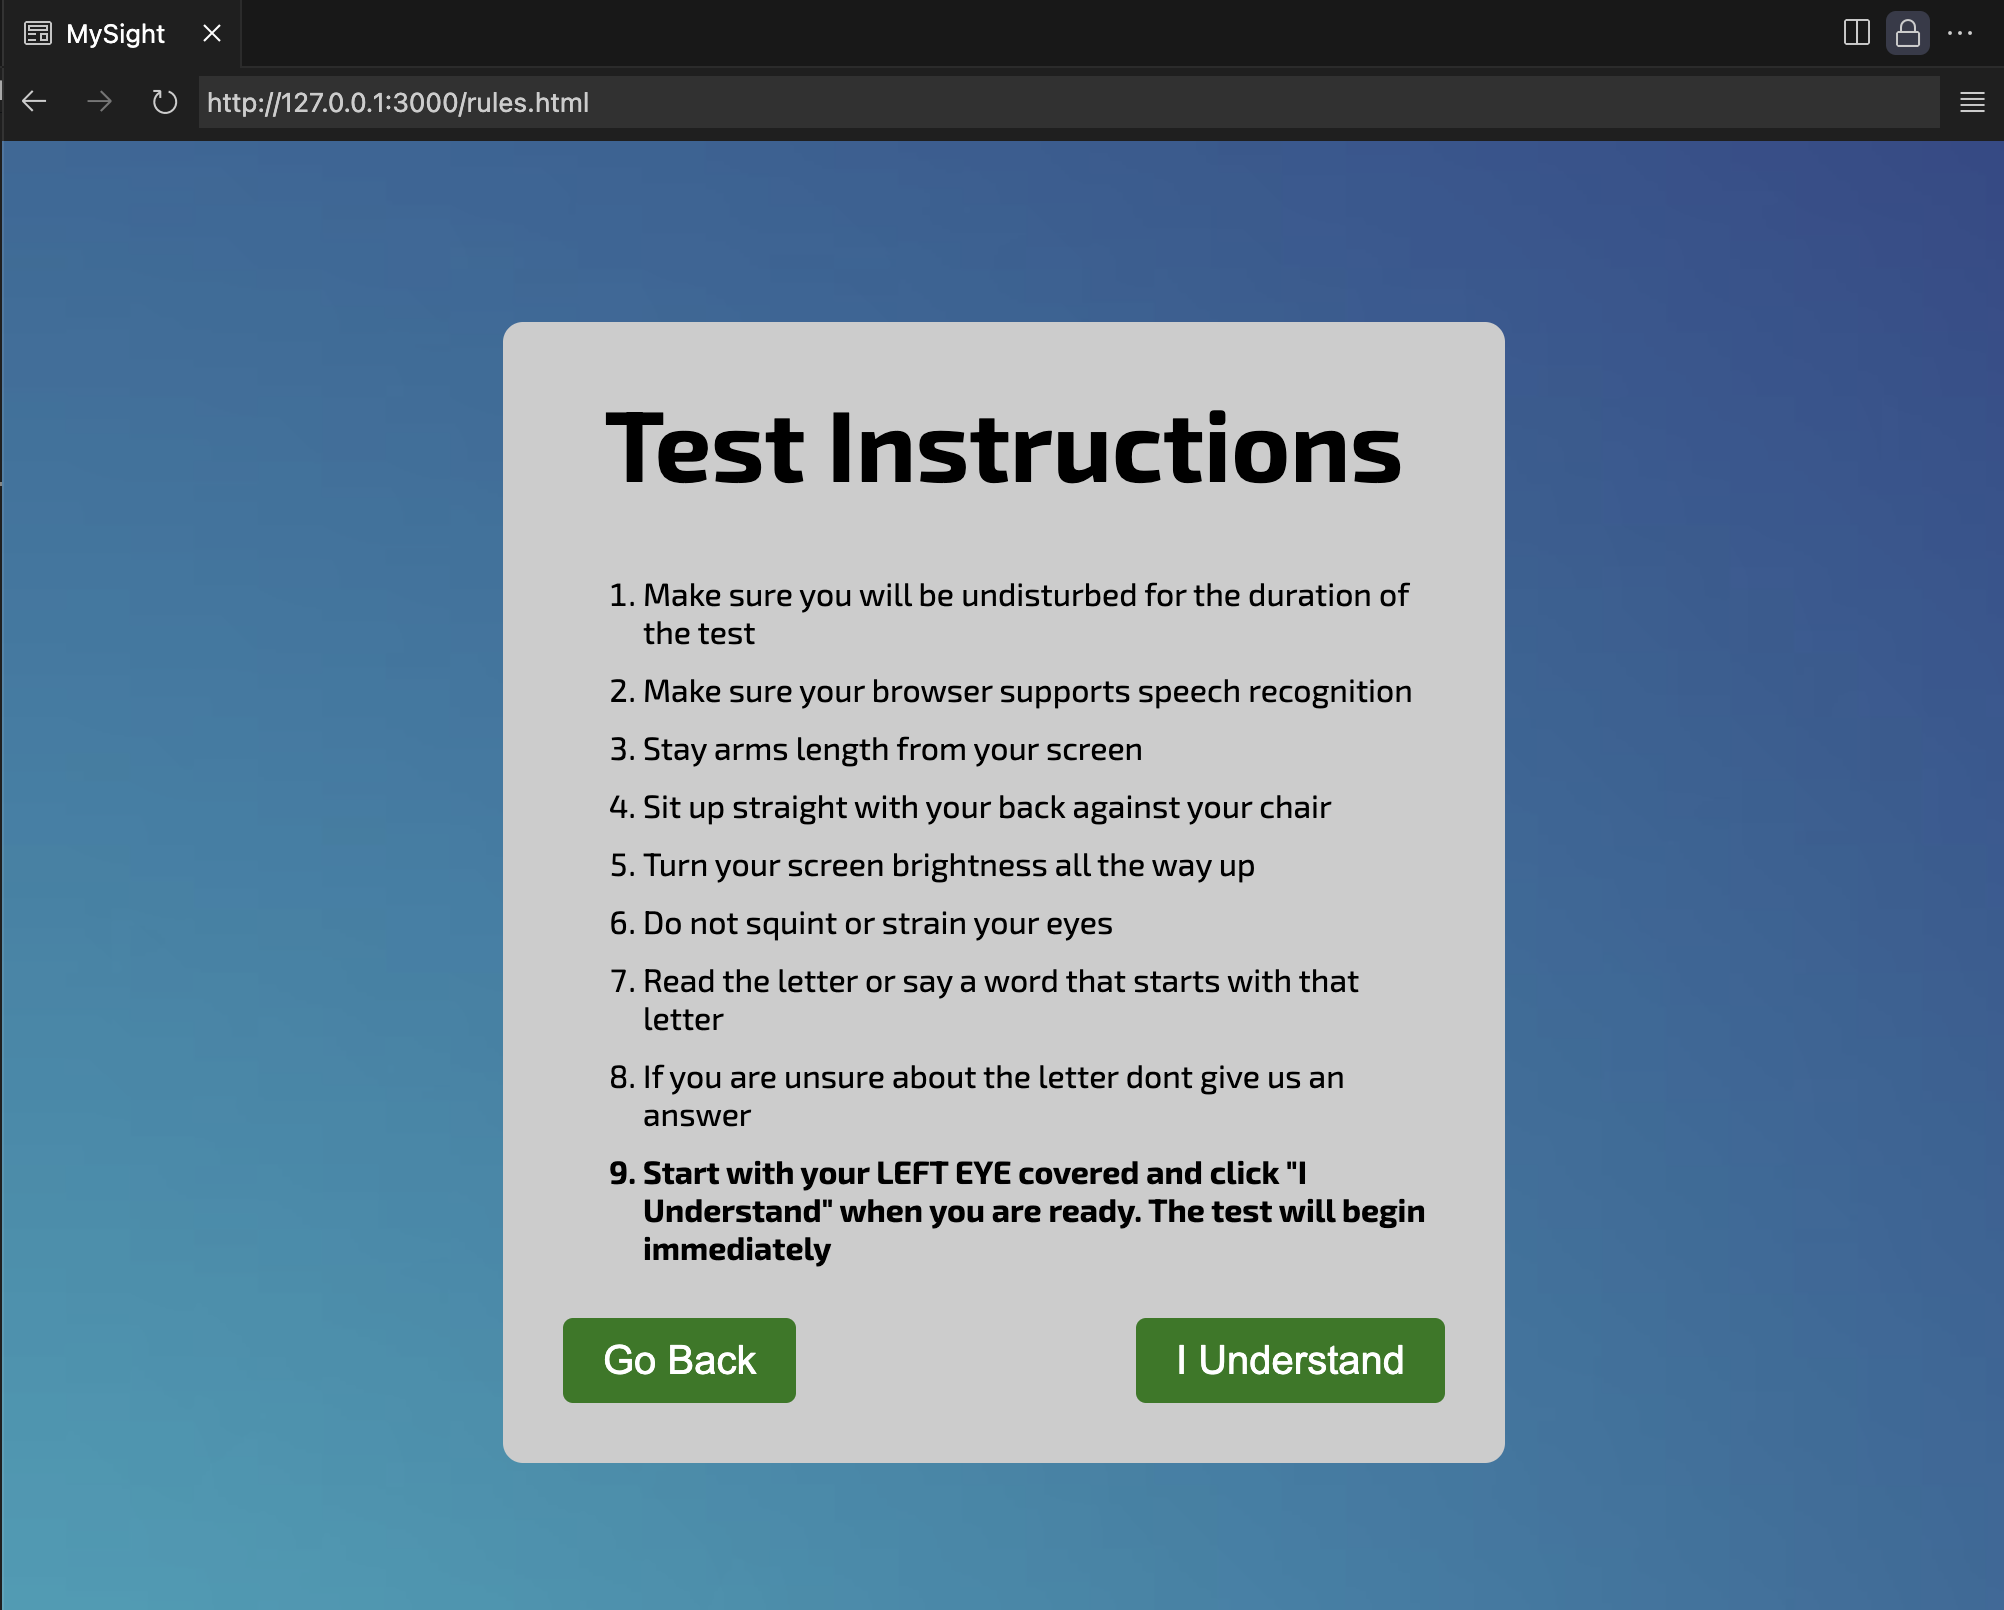 MySight
http://127.0.0.1:3000/rules.html
Test Instructions
1. Make sure you will be undisturbed for the duration of
the test
2. Make sure your browser supports speech recognition
3. Stay arms length from your screen
4. Sit up straight with your back against your chair
5. Turn your screen brightness all the way up
6. Do not squint or strain your eyes
7. Read the letter or say a word that starts with that
letter
8. If you are unsure about the letter dont give us an
answer
9. Start with your LEFT EYE covered and click "I
Understand" when you are ready. The test will begin
immediately
Go Back
I Understand